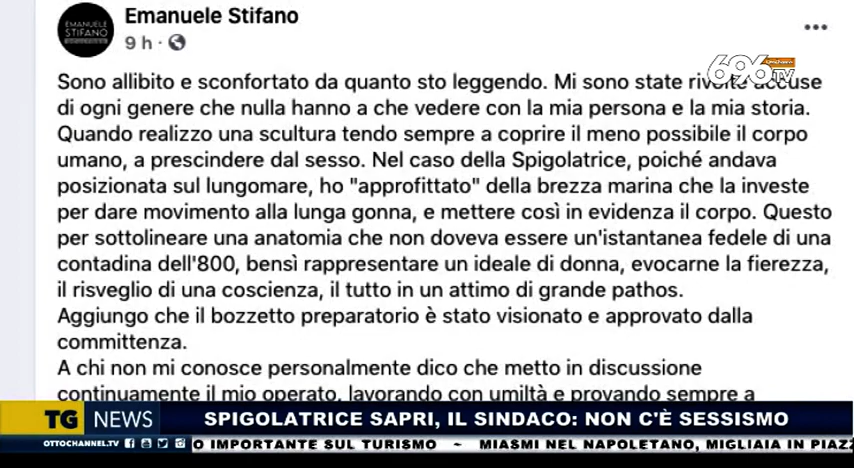 EMANUELE
STIFANO
Emanuele Stifano
9 h ·
696
TV
Sono allibito e sconfortato da quanto sto leggendo. Mi sono state rivolte accuse
di ogni genere che nulla hanno a che vedere con la mia persona e la mia storia.
Quando realizzo una scultura tendo sempre a coprire il meno possibile il corpo
umano, a prescindere dal sesso. Nel caso della Spigolatrice, poiché andava
posizionata sul lungomare, ho "approfittato" della brezza marina che la investe
per dare movimento alla lunga gonna, e mettere così in evidenza il corpo. Questo
per sottolineare una anatomia che non doveva essere un'istantanea fedele di una
contadina dell'800, bensì rappresentare un ideale di donna, evocarne la fierezza,
il risveglio di una coscienza, il tutto in un attimo di grande pathos.
Aggiungo che il bozzetto preparatorio è stato visionato e approvato dalla
committenza.
A chi non mi conosce personalmente dico che metto in discussione
continuamente il mio operato, lavorando con umiltà e provando sempre a
TG NEWS SPIGOLATRICE SAPRI, IL SINDACO: NON C'È SESSISMO
OTTOCHANNEL.TV O IMPORTANTE SUL TURISMO ~ MIASMI NEL NAPOLETANO, MIGLIAIA IN PIAZZ